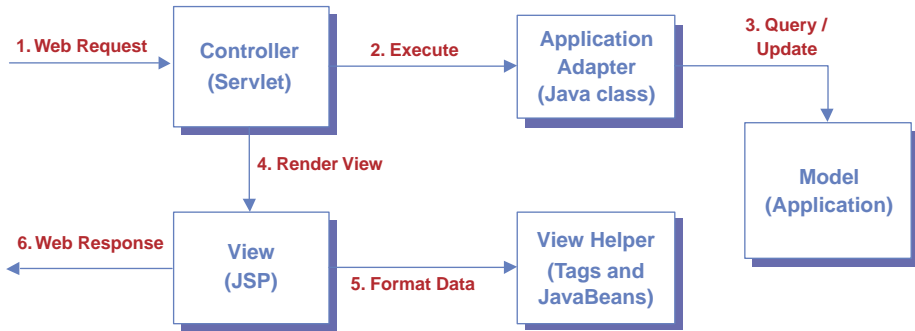 1. Web Request
Controller
(Servlet)
2. Execute
Application
Adapter
(Java class)
3. Query /
Update
Model
(Application)
4. Render View
View
(JSP)
5. Format Data
View Helper
(Tags and
JavaBeans)
6. Web Response